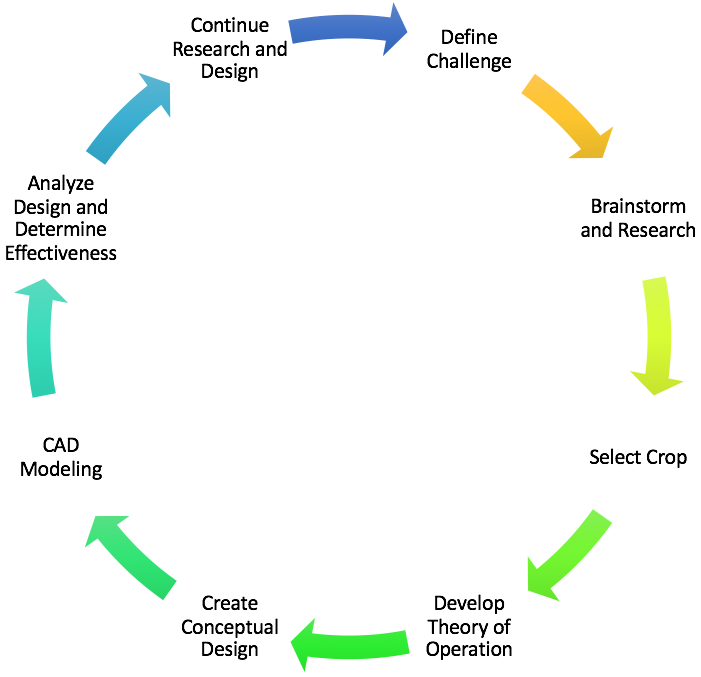 Define
Challenge
Brainstorm
and Research
Select Crop
Develop
Theory of
Operation
Create
Conceptual
Design
CAD
Modeling
Analyze
Design and
Determine
Effectiveness
Continue
Research and
Design